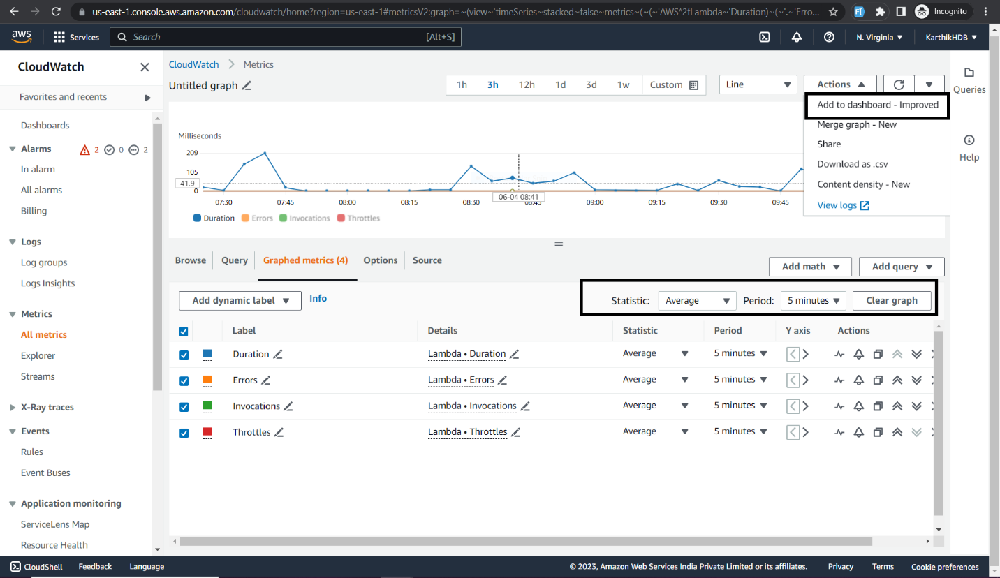 us-east-1.console.aws.amazon.com/cloudwatch/home?region=us-east-1#metricsV2:graph=~(view~'timeSeries~stacked~false~metrics~(~(~'AWS*2fLambda~'Duration)~(~'.~'Erro...
Incognito
aws
Services
Search
[Alt+S]
N. Virginia
KarthikHDB
CloudWatch
Favorites and recents
Dashboards
Alarms
2
0
2
In alarm
All alarms
Billing
Logs
Log groups
Logs Insights
Metrics
All metrics
Explorer
Streams
X-Ray traces
Events
Rules
Event Buses
Application monitoring
ServiceLens Map
Resource Health
CloudWatch
Metrics
Untitled graph
1h
3h
12h
1d
3d
1w
Custom
Line
Actions
Add to dashboard - Improved
Merge graph - New
Share
Download as .csv
Content density - New
View logs
Queries
Help
Milliseconds
209
105
41.9
0
07:30
07:45
08:00
08:15
08:30
08:45
06-04 08:41
09:00
09:15
09:30
09:45
Duration
Errors
Invocations
Throttles
Browse
Query
Graphed metrics (4)
Options
Source
Add math
Add query
Add dynamic label
Info
Statistic:
Average
Period:
5 minutes
Clear graph
Label
Details
Statistic
Period
Y axis
Actions
Duration
Lambda • Duration
Average
5 minutes
Errors
Lambda • Errors
Average
5 minutes
Invocations
Lambda • Invocations
Average
5 minutes
Throttles
Lambda • Throttles
Average
5 minutes
CloudShell
Feedback
Language
© 2023, Amazon Web Services India Private Limited or its affiliates.
Privacy
Terms
Cookie preferences